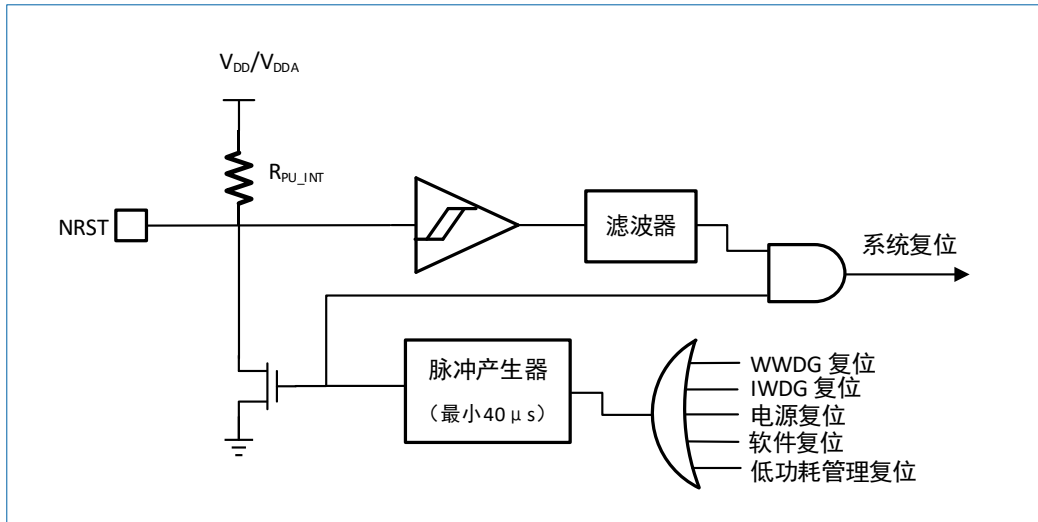 VDD/VDDA
RPU_INT
NRST
滤波器
系统复位
脉冲产生器
（最小40μs）
WWDG 复位
IWDG 复位
电源复位
软件复位
低功耗管理复位